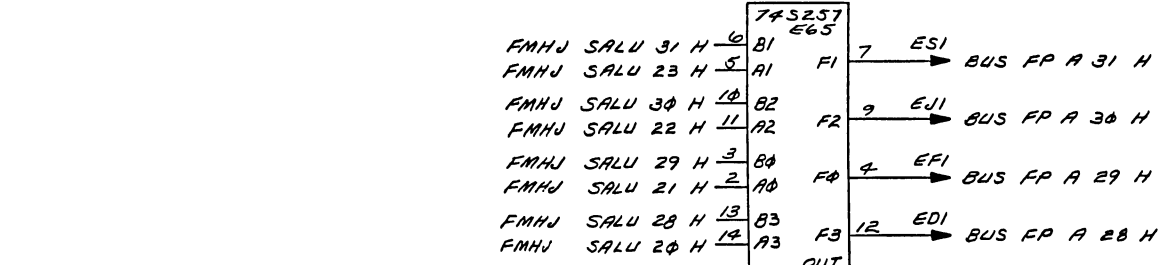 74S257
E65
FMHJ SALU 31 H 6 B1
FMHJ SALU 23 H 5 A1
F1 7 ES1 BUS FP A 31 H
FMHJ SALU 3φ H 1φ B2
FMHJ SALU 22 H 11 A2
F2 9 EJ1 BUS FP A 3φ H
FMHJ SALU 29 H 3 Bφ
FMHJ SALU 21 H 2 Aφ
Fφ 4 EF1 BUS FP A 29 H
FMHJ SALU 28 H 13 B3
FMHJ SALU 2φ H 14 A3
F3 12 ED1 BUS FP A 28 H
OUT